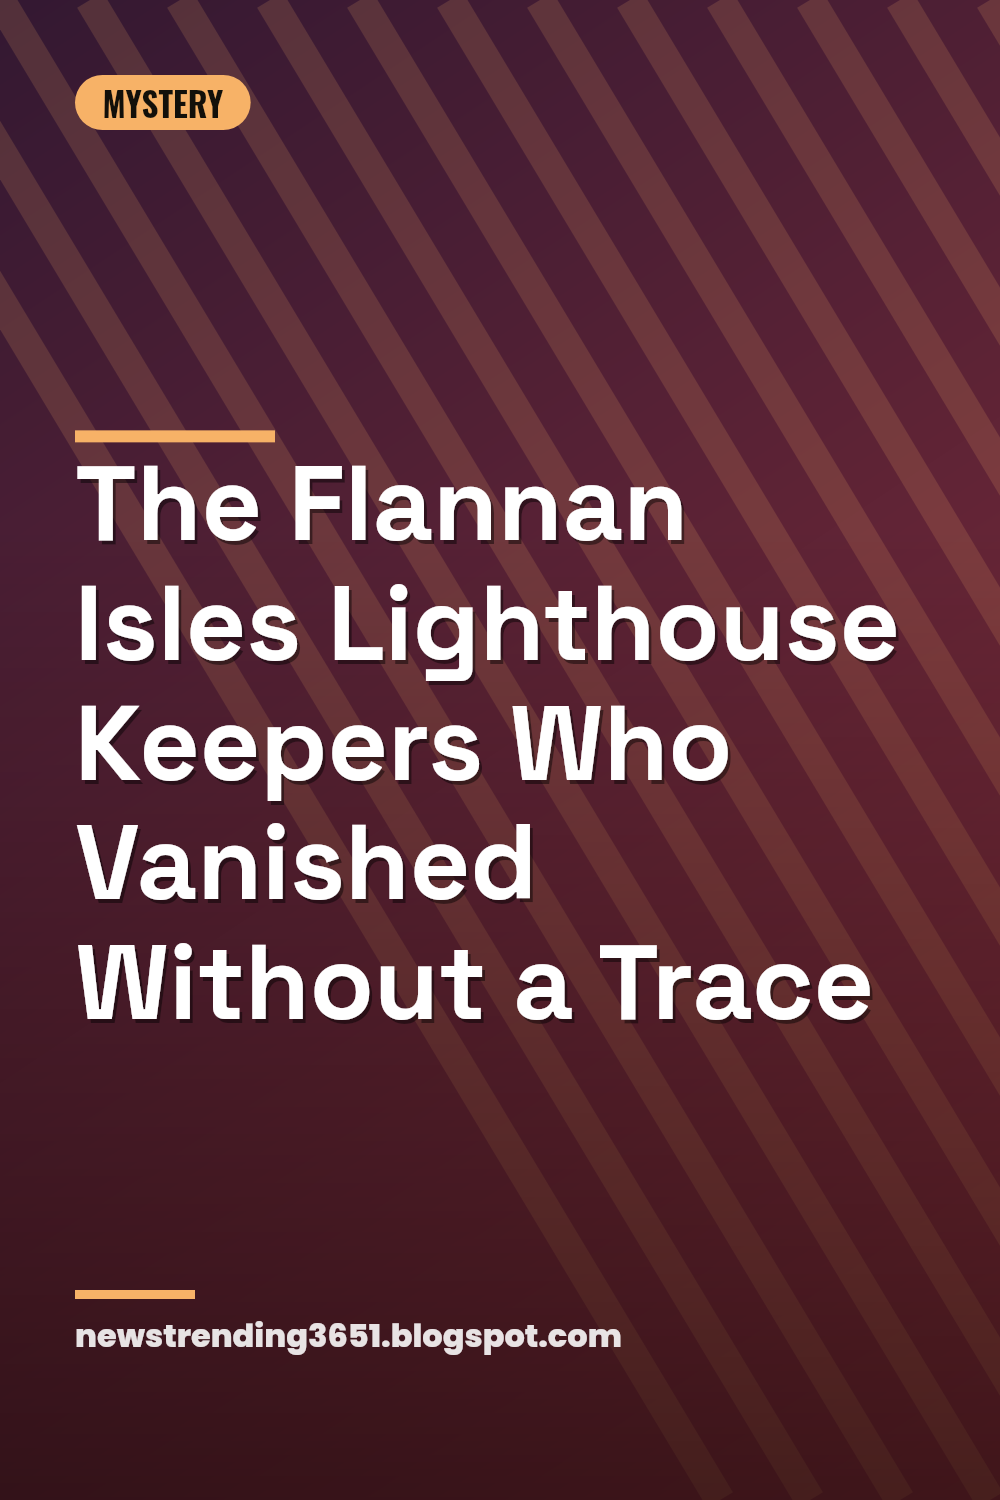 MYSTERY
The Flannan
Isles Lighthouse
Keepers Who
Vanished
Without a Trace
newstrending3651.blogspot.com